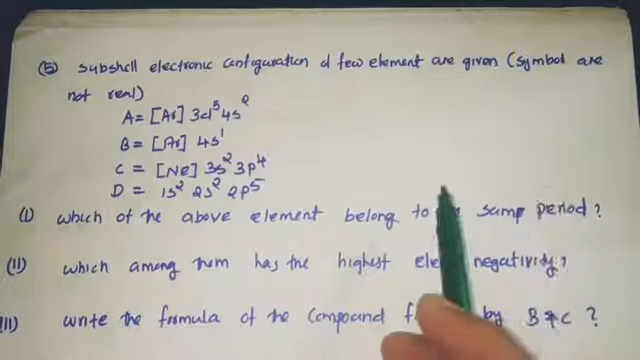 (5) Subshell electronic configuration of few element are given (symbol are
not real)
A = [Ar] 3d⁵ 4s²
B = [Ar] 4s¹
C = [Ne] 3s² 3p⁴
D = 1s² 2s² 2p⁵
(I) which of the above element belong to same period?
(II) which among them has the highest negativity?
III) write the formula of the compound by B & C ?